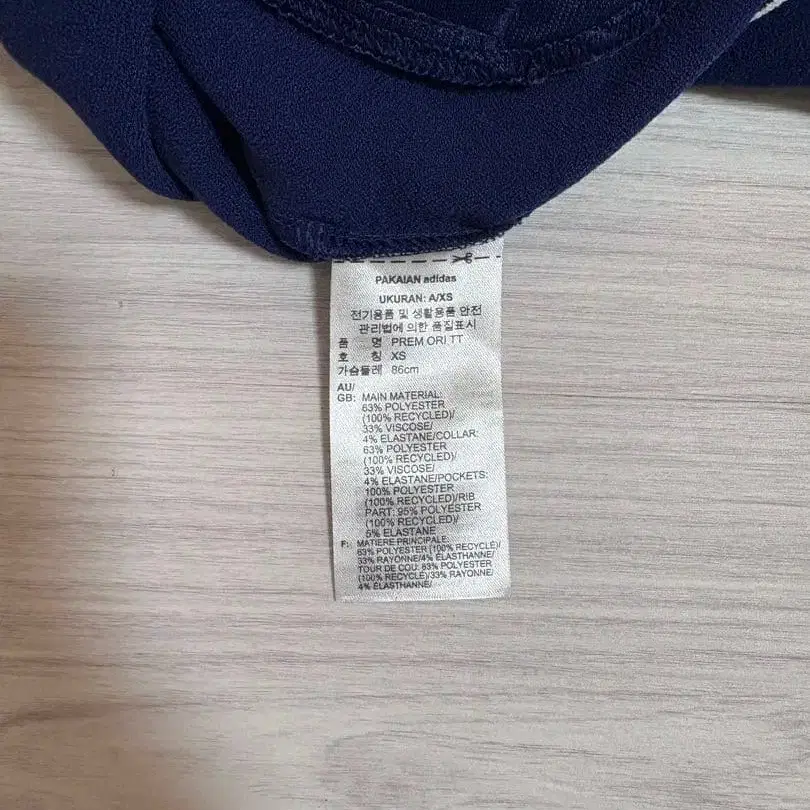 PAKAIAN adidas
UKURAN: A/XS
전기용품 및 생활용품 안전
관리법에 의한 품질표시
품 명 PREM ORI TT
호 칭 XS
가슴둘레 86cm
AU/
GB: MAIN MATERIAL:
63% POLYESTER
(100% RECYCLED)/
33% VISCOSE/
4% ELASTANE/COLLAR:
63% POLYESTER
(100% RECYCLED)/
33% VISCOSE/
4% ELASTANE/POCKETS:
100% POLYESTER
(100% RECYCLED)/RIB
PART: 95% POLYESTER
(100% RECYCLED)/
5% ELASTANE
F: MATIERE PRINCIPALE:
63% POLYESTER (100% RECYCLÉ)/
33% RAYONNE/4% ÉLASTHANNE/
TOUR DE COU: 63% POLYESTER
(100% RECYCLÉ)/33% RAYONNE/
4% ÉLASTHANNE/